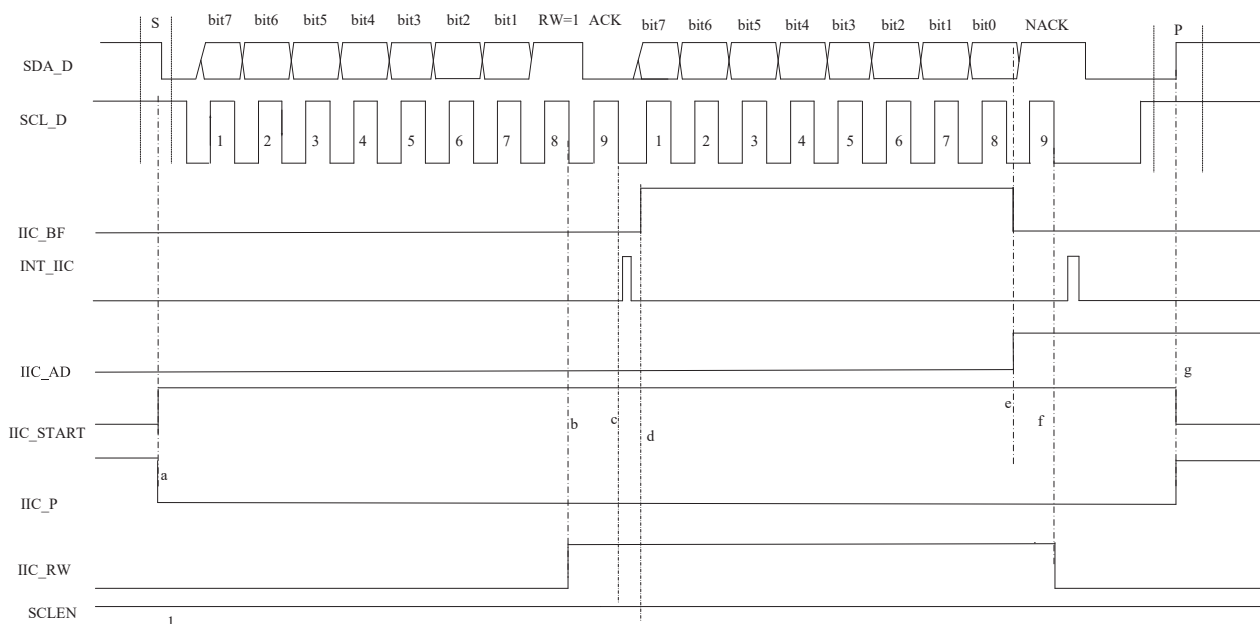 S bit7 bit6 bit5 bit4 bit3 bit2 bit1 RW=1 ACK bit7 bit6 bit5 bit4 bit3 bit2 bit1 bit0 NACK P
SDA_D
SCL_D
1 2 3 4 5 6 7 8 9 1 2 3 4 5 6 7 8 9
IIC_BF
INT_IIC
IIC_AD
g
e
IIC_START
b c d f
a
IIC_P
IIC_RW
SCLEN
1